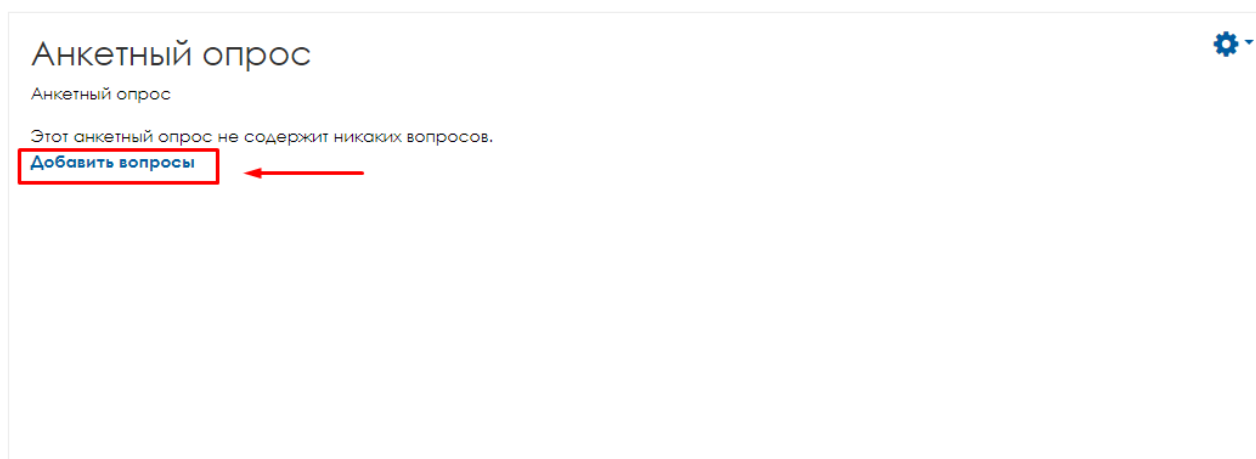 Анкетный опрос
Анкетный опрос
Этот анкетный опрос не содержит никаких вопросов.
Добавить вопросы